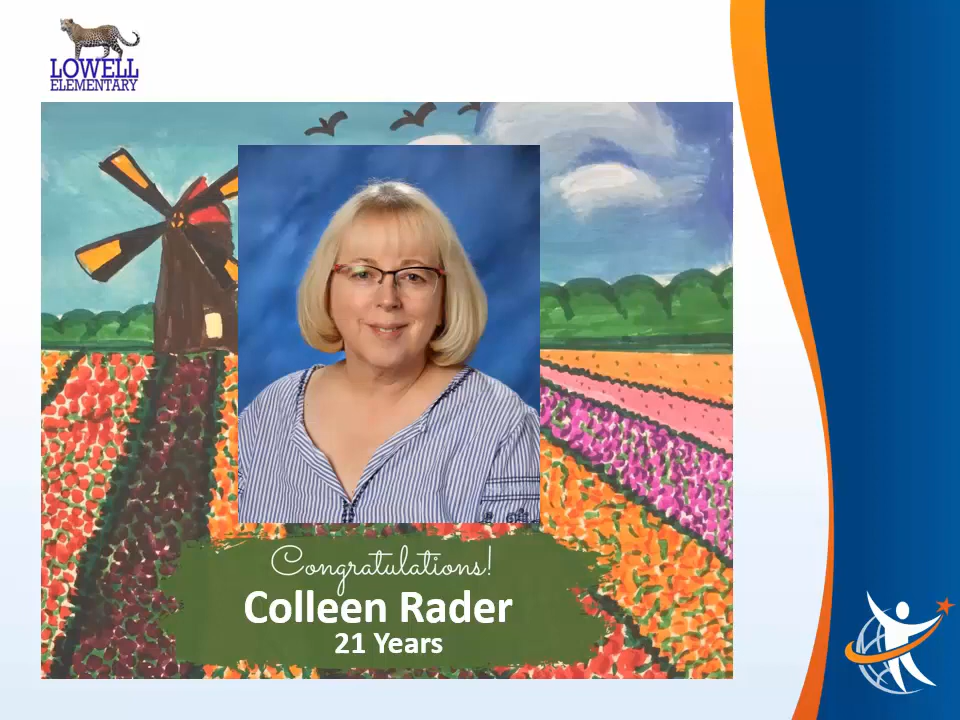 LOWELL
ELEMENTARY
Congratulations!
Colleen Rader
21 Years